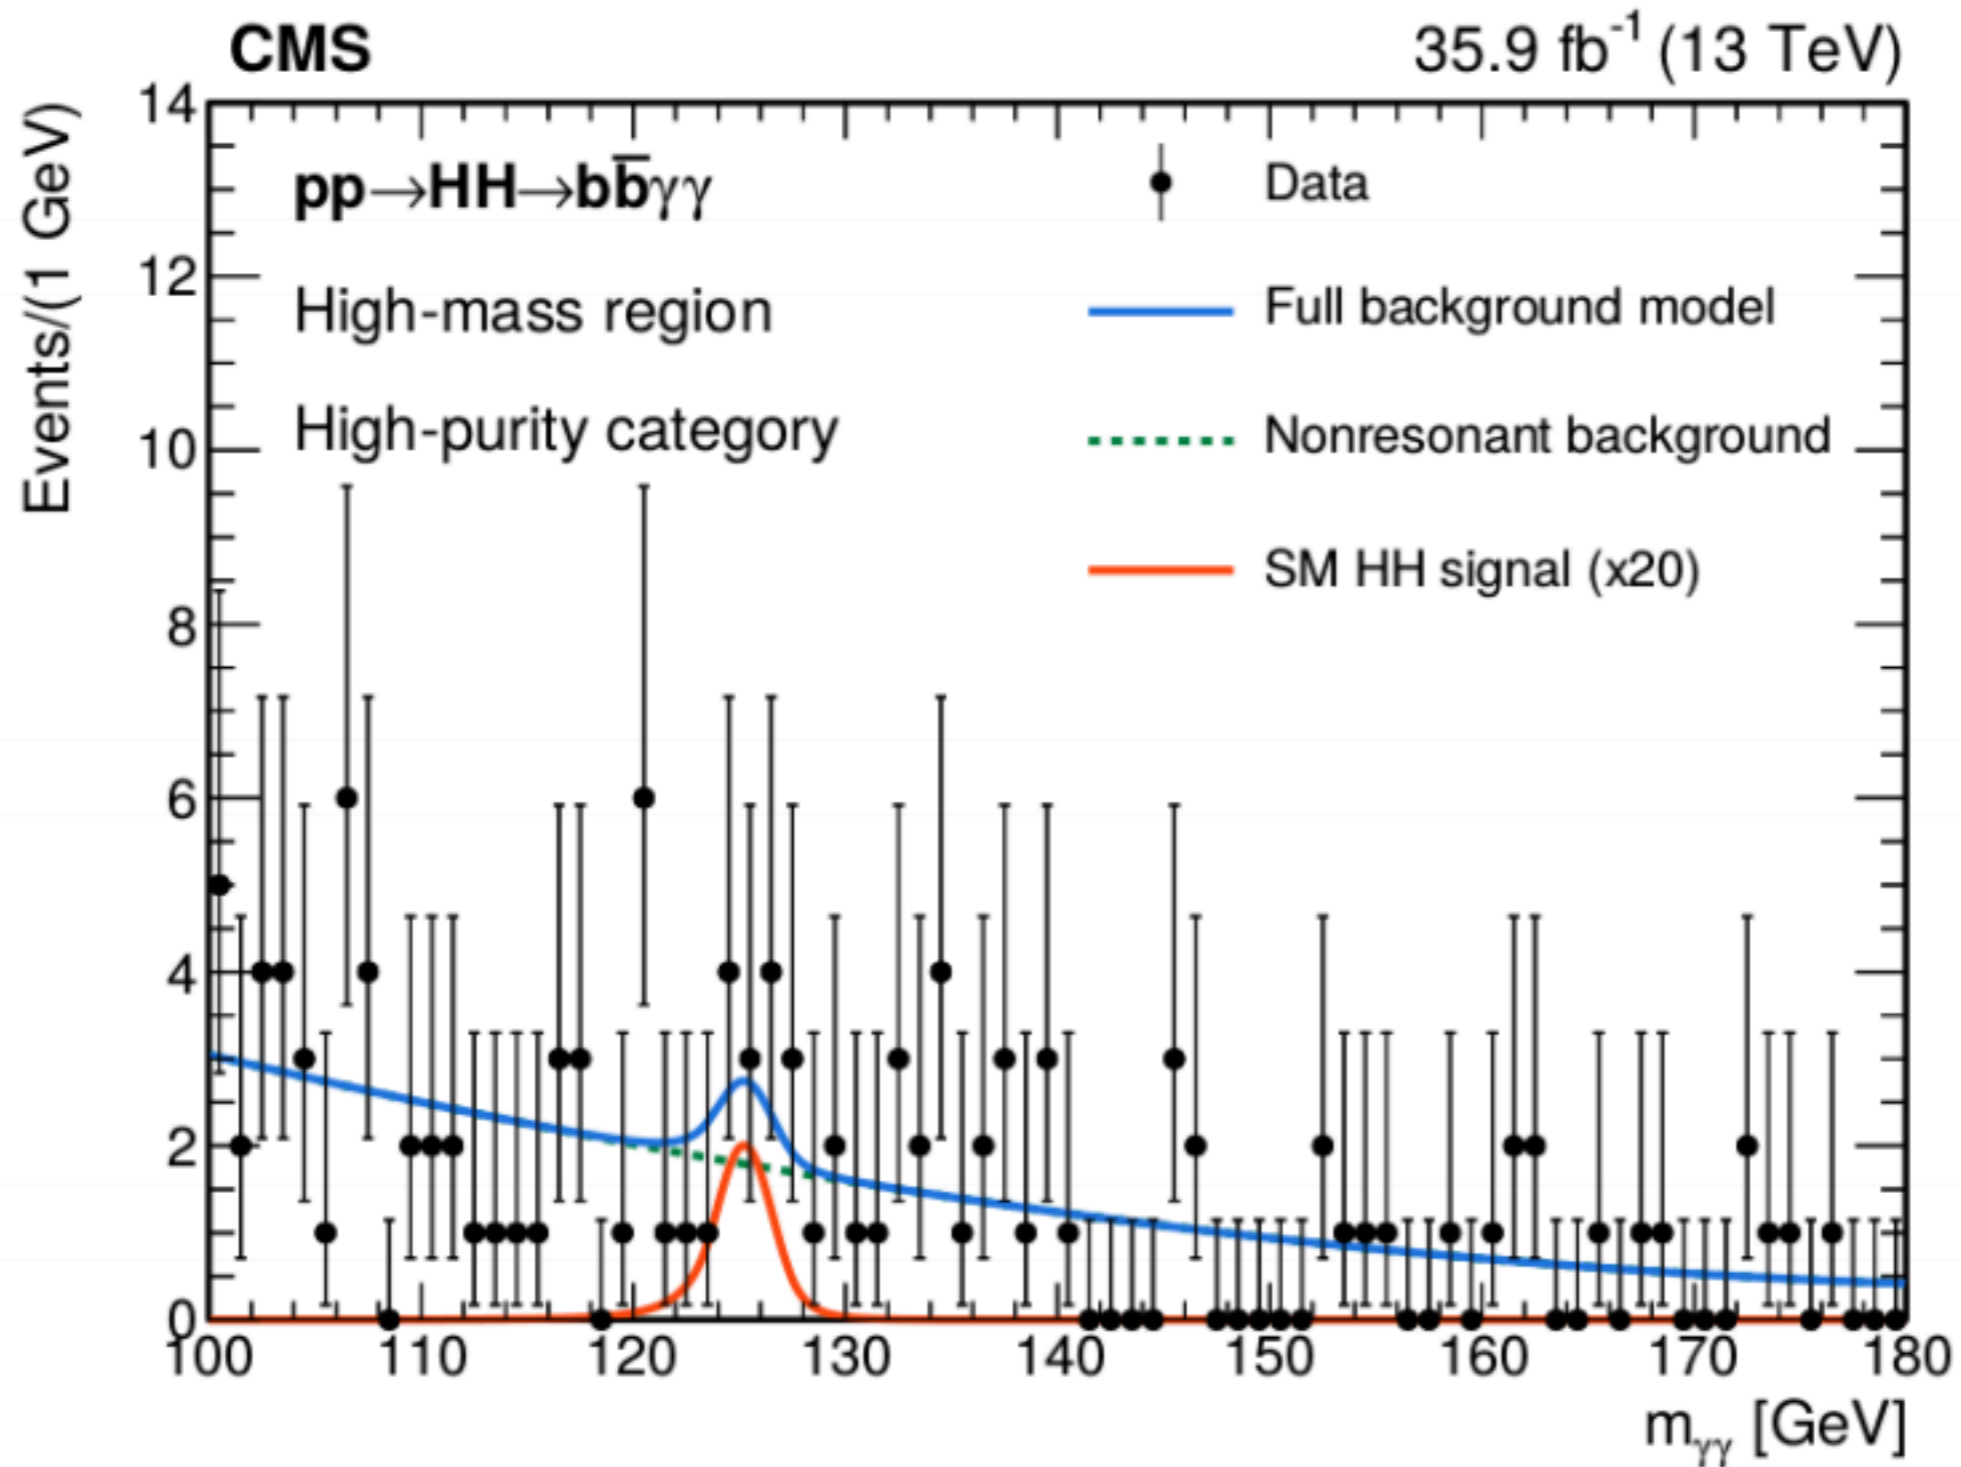 CMS
35.9 fb⁻¹ (13 TeV)
Events/(1 GeV)
14
12
10
8
6
4
2
0
pp→HH→bb̅γγ
High-mass region
High-purity category
Data
Full background model
Nonresonant background
SM HH signal (x20)
100 110 120 130 140 150 160 170 180
m_γγ [GeV]